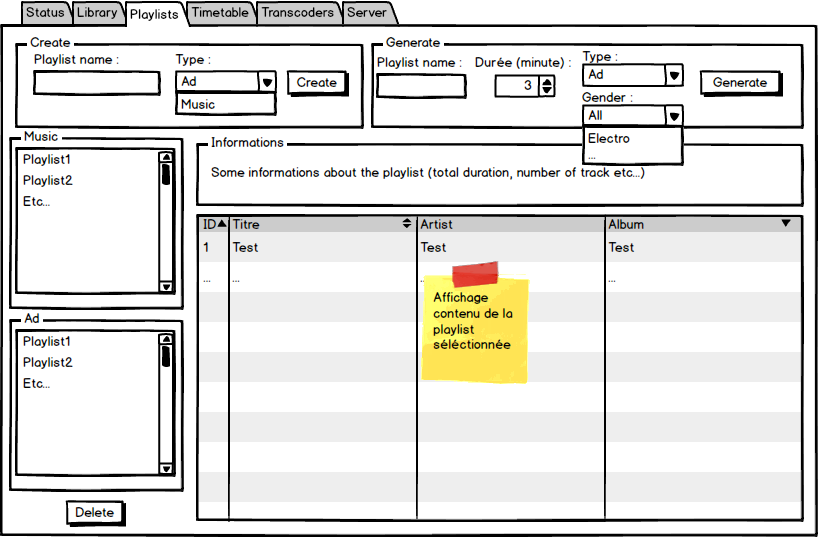 Status Library Playlists Timetable Transcoders Server
Create
Playlist name :
Type :
Ad
Music
Create
Generate
Playlist name :
Durée (minute) :
3
Type :
Ad
Gender :
All
Electro
...
Generate
Music
Playlist1
Playlist2
Etc...
Informations
Some informations about the playlist (total duration, number of track etc...)
Ad
Playlist1
Playlist2
Etc...
Delete
ID Titre Artist Album
1 Test Test Test
... ... ... ...
Affichage
contenu de la
playlist
séléctionnée